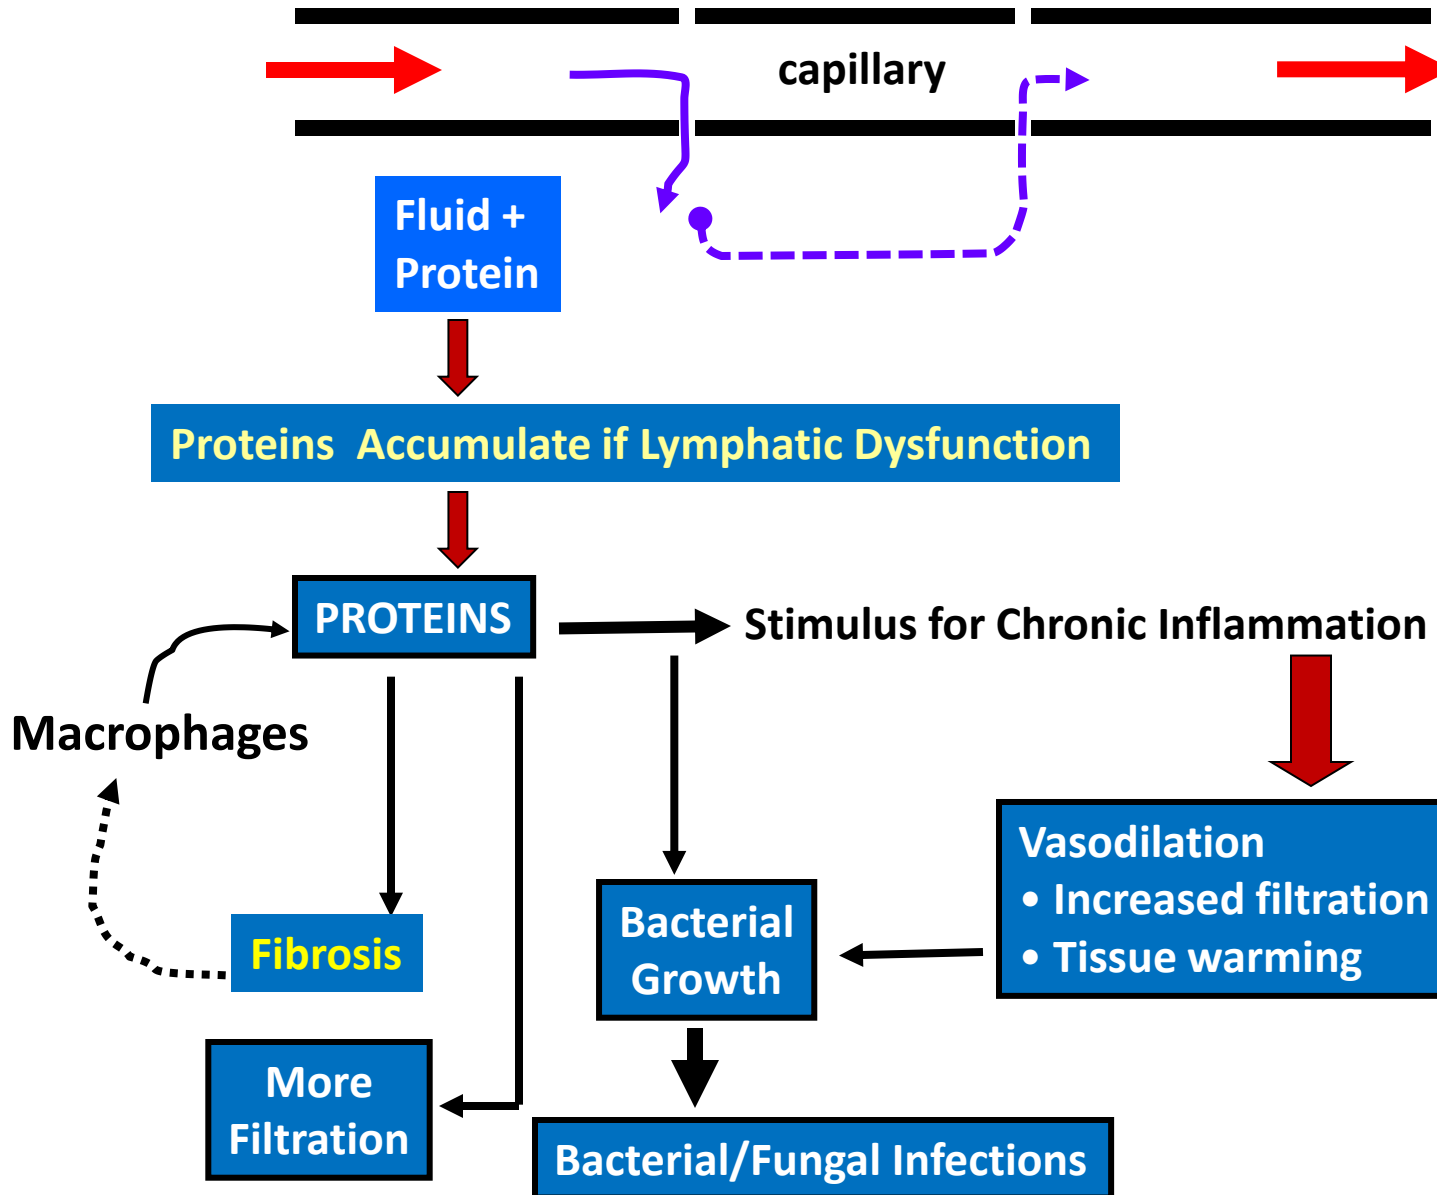 capillary
Fluid +
Protein
Proteins  Accumulate if Lymphatic Dysfunction
PROTEINS
Stimulus for Chronic Inflammation
Macrophages
Vasodilation
• Increased filtration
• Tissue warming
Bacterial
Growth
Fibrosis
More
Filtration
Bacterial/Fungal Infections